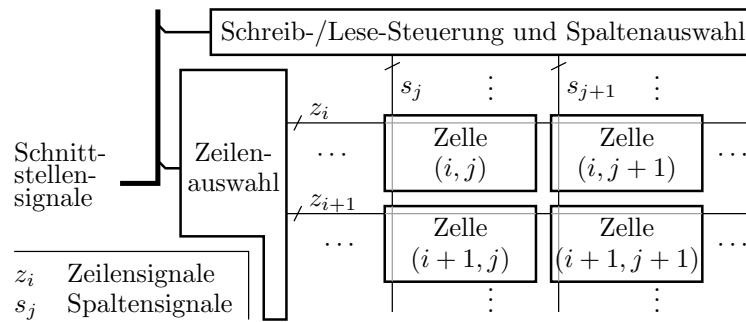 Schreib-/Lese-Steuerung und Spaltenauswahl
s_j ⋮ s_{j+1} ⋮
z_i
Zelle Zelle
(i, j) (i, j + 1)
··· ···
Schnitt-
stellen-
signale
Zeilen-
auswahl
z_{i+1}
Zelle Zelle
(i + 1, j) (i + 1, j + 1)
··· ···
⋮ ⋮
z_i Zeilensignale
s_j Spaltensignale